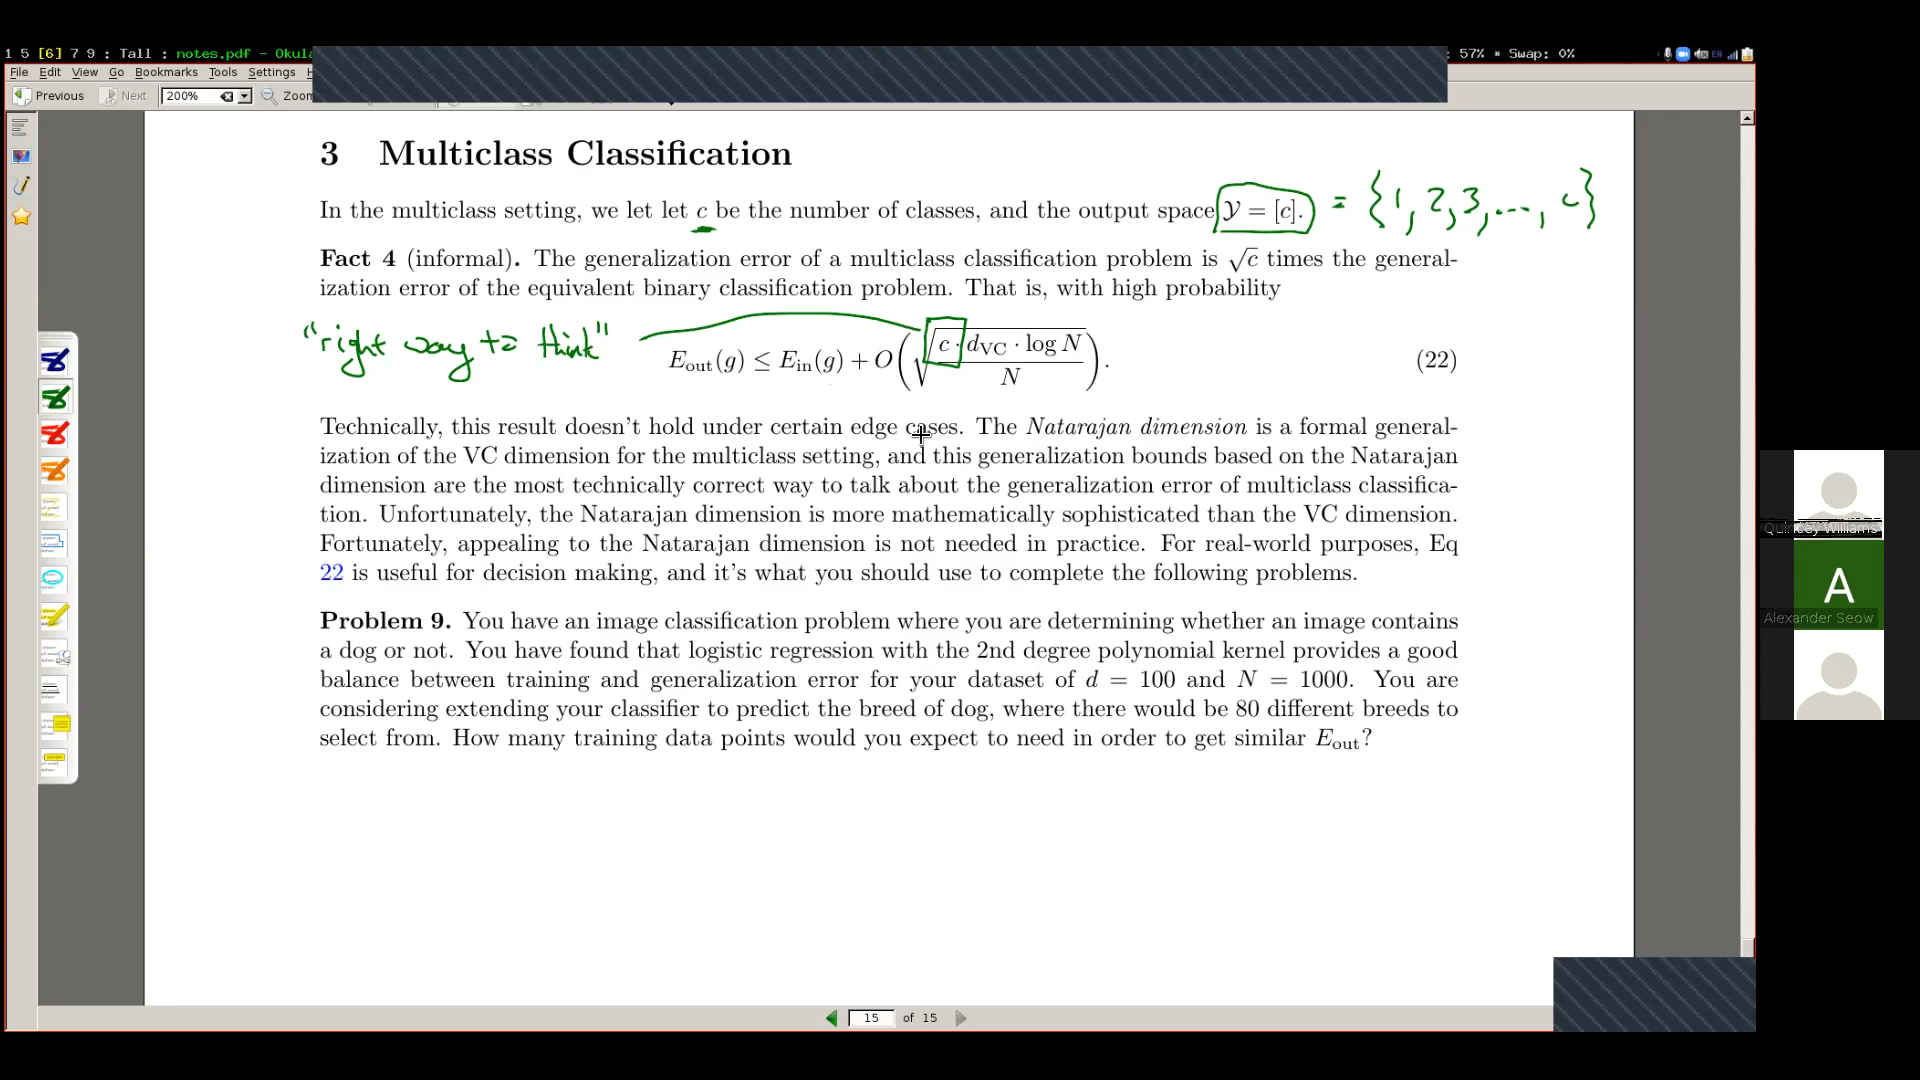 1 5 [6] 7 9 : Tall : notes.pdf – Okula
: 57% * Swap: 0%
EN
File Edit View Go Bookmarks Tools Settings H
Previous Next 200% Zoom
3 Multiclass Classification
In the multiclass setting, we let let c be the number of classes, and the output space 𝒴 = [c]. = {1, 2, 3, ..., c}
Fact 4 (informal). The generalization error of a multiclass classification problem is √c times the general-
ization error of the equivalent binary classification problem. That is, with high probability
"right way to think"
E_out(g) ≤ E_in(g) + O(√(c · d_VC · log N / N)). (22)
Technically, this result doesn't hold under certain edge cases. The Natarajan dimension is a formal general-
ization of the VC dimension for the multiclass setting, and this generalization bounds based on the Natarajan
dimension are the most technically correct way to talk about the generalization error of multiclass classifica-
tion. Unfortunately, the Natarajan dimension is more mathematically sophisticated than the VC dimension.
Fortunately, appealing to the Natarajan dimension is not needed in practice. For real-world purposes, Eq
22 is useful for decision making, and it's what you should use to complete the following problems.
Problem 9. You have an image classification problem where you are determining whether an image contains
a dog or not. You have found that logistic regression with the 2nd degree polynomial kernel provides a good
balance between training and generalization error for your dataset of d = 100 and N = 1000. You are
considering extending your classifier to predict the breed of dog, where there would be 80 different breeds to
select from. How many training data points would you expect to need in order to get similar E_out?
15 of 15
Quincey Williams
A
Alexander Seow